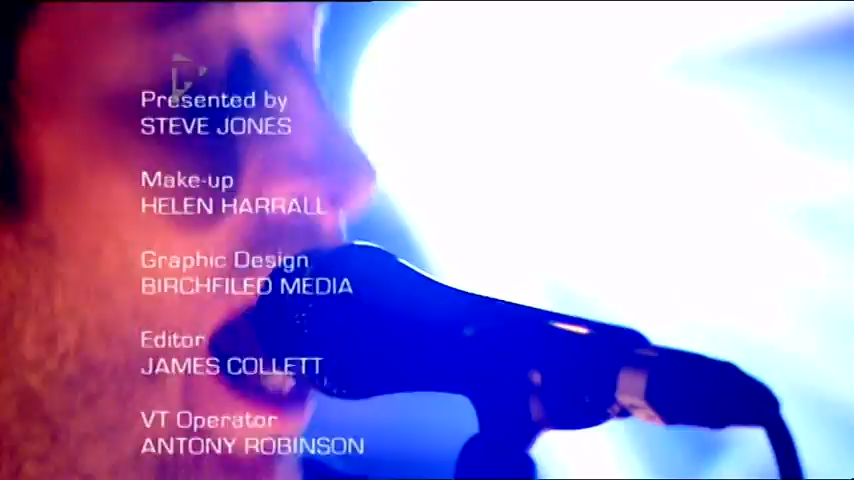 Presented by
STEVE JONES
Make-up
HELEN HARRALL
Graphic Design
BIRCHFILED MEDIA
Editor
JAMES COLLETT
VT Operator
ANTONY ROBINSON